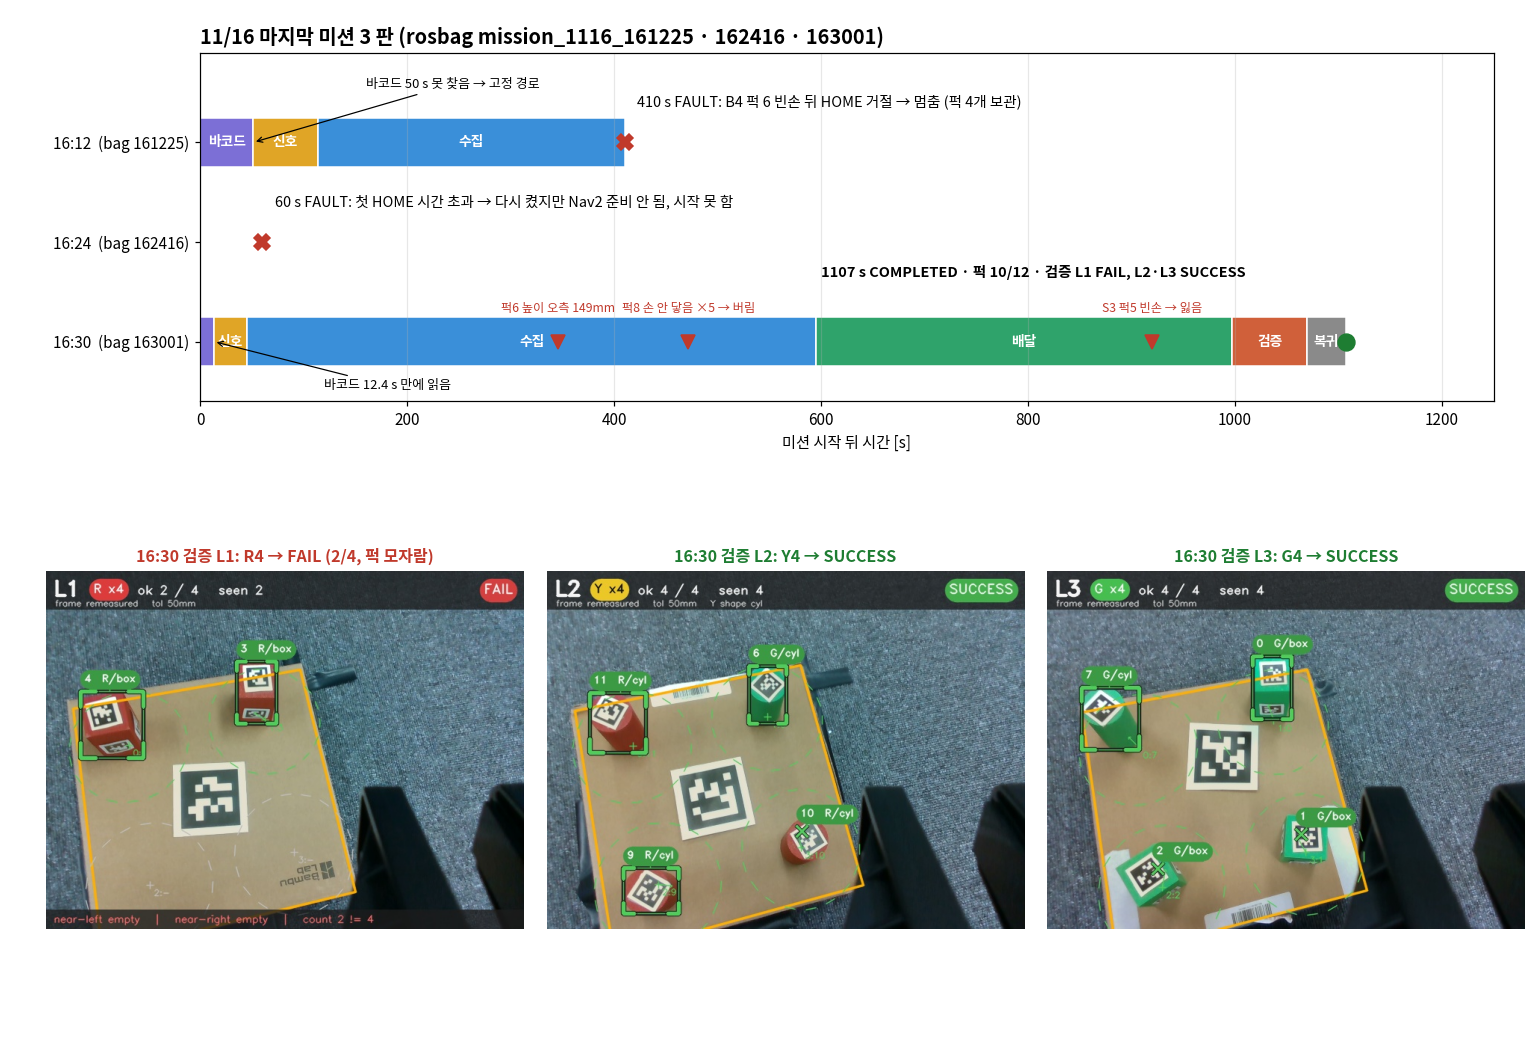 11/16 마지막 미션 3 판 (rosbag mission_1116_161225 · 162416 · 163001)
바코드 50 s 못 찾음 → 고정 경로
410 s FAULT: B4 퍽 6 빈손 뒤 HOME 거절 → 멈춤 (퍽 4개 보관)
16:12 (bag 161225)
바코드
신호
수집
60 s FAULT: 첫 HOME 시간 초과 → 다시 켰지만 Nav2 준비 안 됨, 시작 못 함
16:24 (bag 162416)
1107 s COMPLETED · 퍽 10/12 · 검증 L1 FAIL, L2·L3 SUCCESS
퍽6 높이 오측 149mm
퍽8 손 안 닿음 ×5 → 버림
S3 퍽5 빈손 → 잃음
16:30 (bag 163001)
신호
수집
배달
검증
복귀
바코드 12.4 s 만에 읽음
0
200
400
600
800
1000
1200
미션 시작 뒤 시간 [s]
16:30 검증 L1: R4 → FAIL (2/4, 퍽 모자람)
L1 R x4 ok 2 / 4 seen 2 FAIL
frame remeasured tol 50mm
3 R/box
4 R/box
Bambu
Lab
near-left empty | near-right empty | count 2 != 4
16:30 검증 L2: Y4 → SUCCESS
L2 Y x4 ok 4 / 4 seen 4 SUCCESS
frame remeasured tol 50mm Y shape cyl
6 G/cyl
11 R/cyl
10 R/cyl
9 R/cyl
16:30 검증 L3: G4 → SUCCESS
L3 G x4 ok 4 / 4 seen 4 SUCCESS
frame remeasured tol 50mm
0 G/box
7 G/cyl
1 G/box
2 G/box